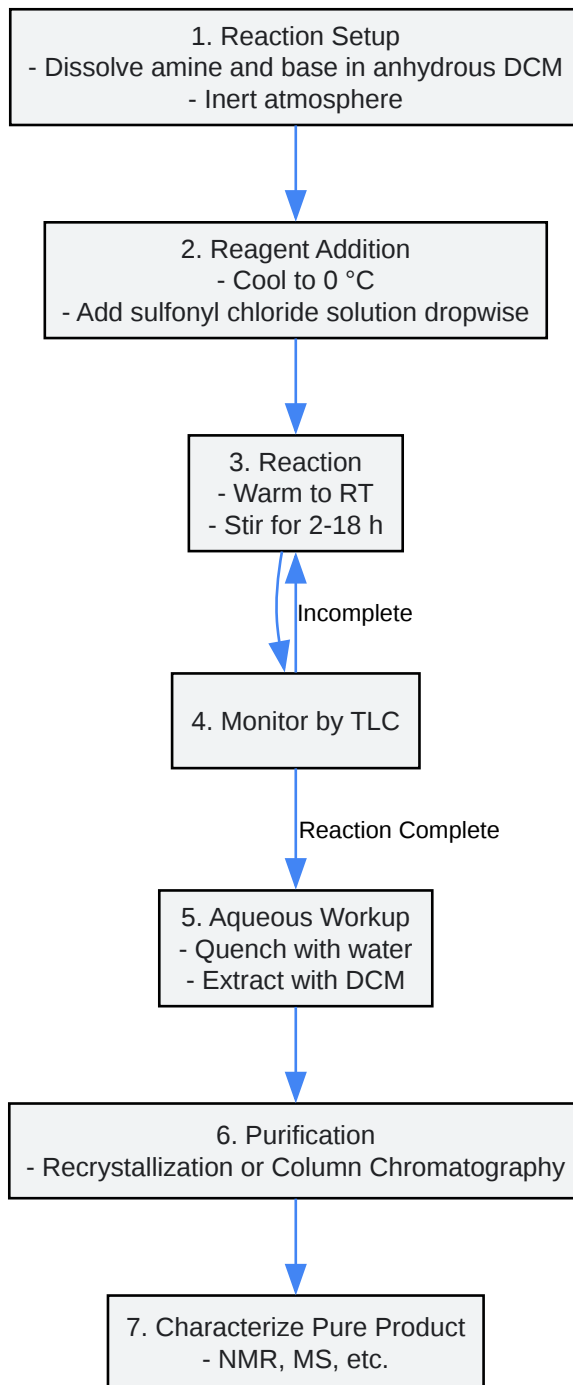 1. Reaction Setup
- Dissolve amine and base in anhydrous DCM
- Inert atmosphere
2. Reagent Addition
- Cool to 0 °C
- Add sulfonyl chloride solution dropwise
3. Reaction
- Warm to RT
- Stir for 2-18 h
Incomplete
4. Monitor by TLC
Reaction Complete
5. Aqueous Workup
- Quench with water
- Extract with DCM
6. Purification
- Recrystallization or Column Chromatography
7. Characterize Pure Product
- NMR, MS, etc.